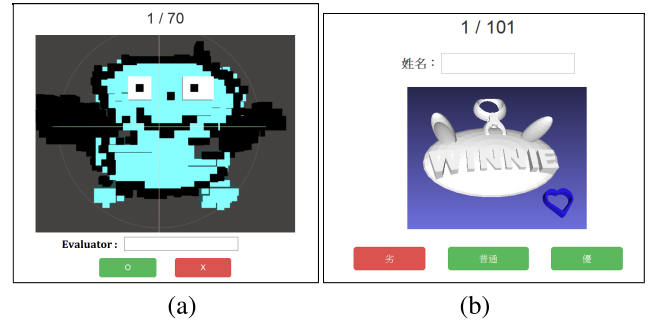 1 / 70
Evaluator :
O
X
(a)
1 / 101
姓名：
WINNIE
劣
普通
優
(b)